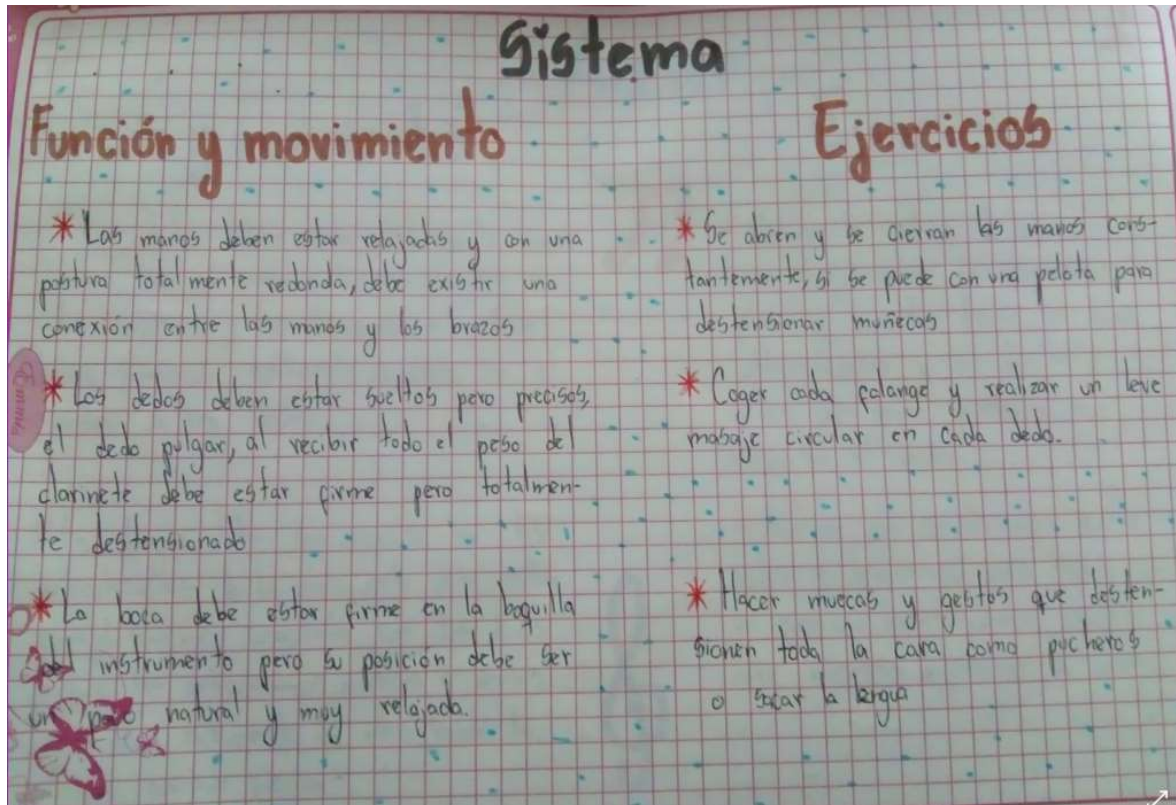 Sistema
Función y movimiento
* Las manos deben estar relajadas y con una
postura totalmente redonda, debe existir una
conexión entre las manos y los brazos
* Los dedos deben estar sueltos pero precisos,
el dedo pulgar, al recibir todo el peso del
clarinete debe estar firme pero totalmen-
te destensionado
* La boca debe estar firme en la boquilla
del instrumento pero su posición debe ser
un poco natural y muy relajada.
Ejercicios
* Se abren y se cierran las manos cons-
tantemente, si se puede con una pelota para
destensionar muñecas
* Coger cada falange y realizar un leve
masaje circular en cada dedo.
* Hacer muecas y gestos que desten-
sionen toda la cara como pucheros
o sacar la lengua